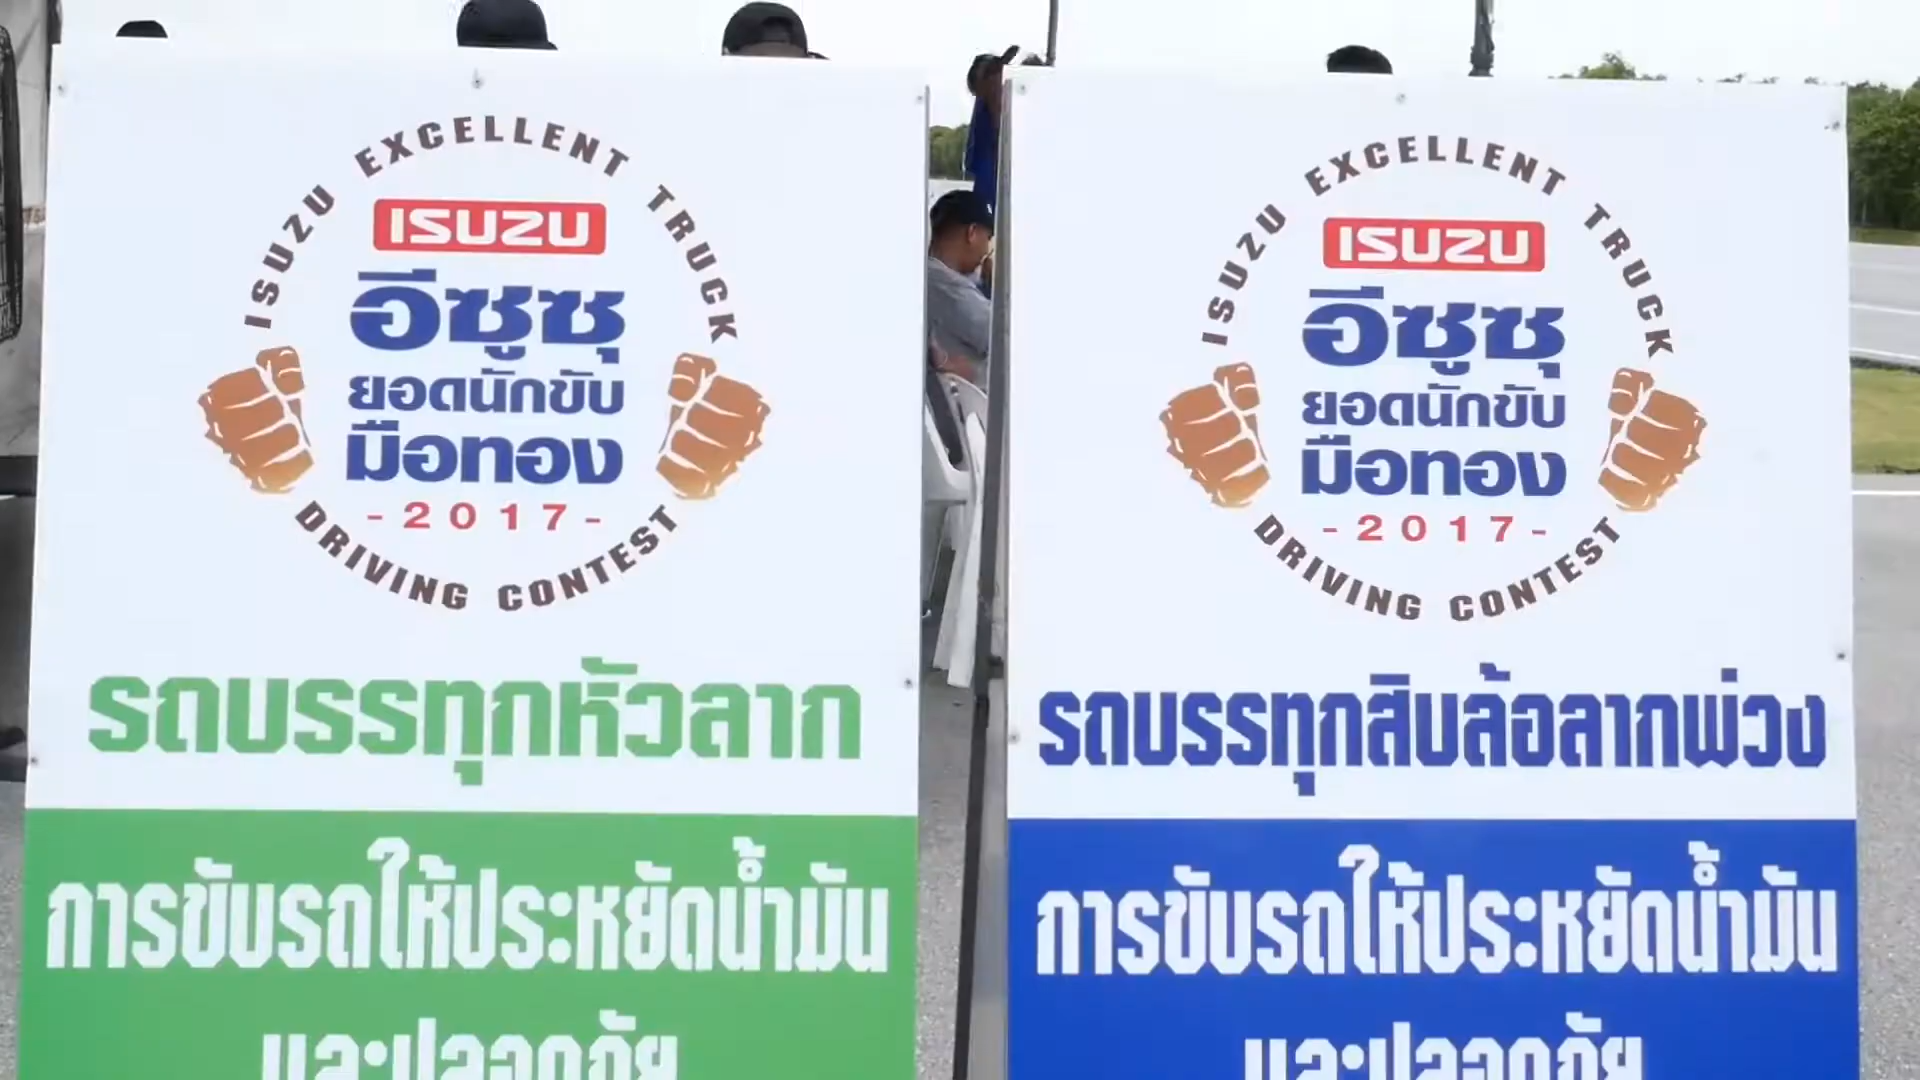 ISUZU EXCELLENT TRUCK
ISUZU
อีซูซุ
ยอดนักขับ
มือทอง
-2017-
DRIVING CONTEST
รถบรรทุกหัวลาก
การขับรถให้ประหยัดน้ำมัน
และปลอดภัย
ISUZU EXCELLENT TRUCK
ISUZU
อีซูซุ
ยอดนักขับ
มือทอง
-2017-
DRIVING CONTEST
รถบรรทุกสิบล้อลากพ่วง
การขับรถให้ประหยัดน้ำมัน
และปลอดภัย